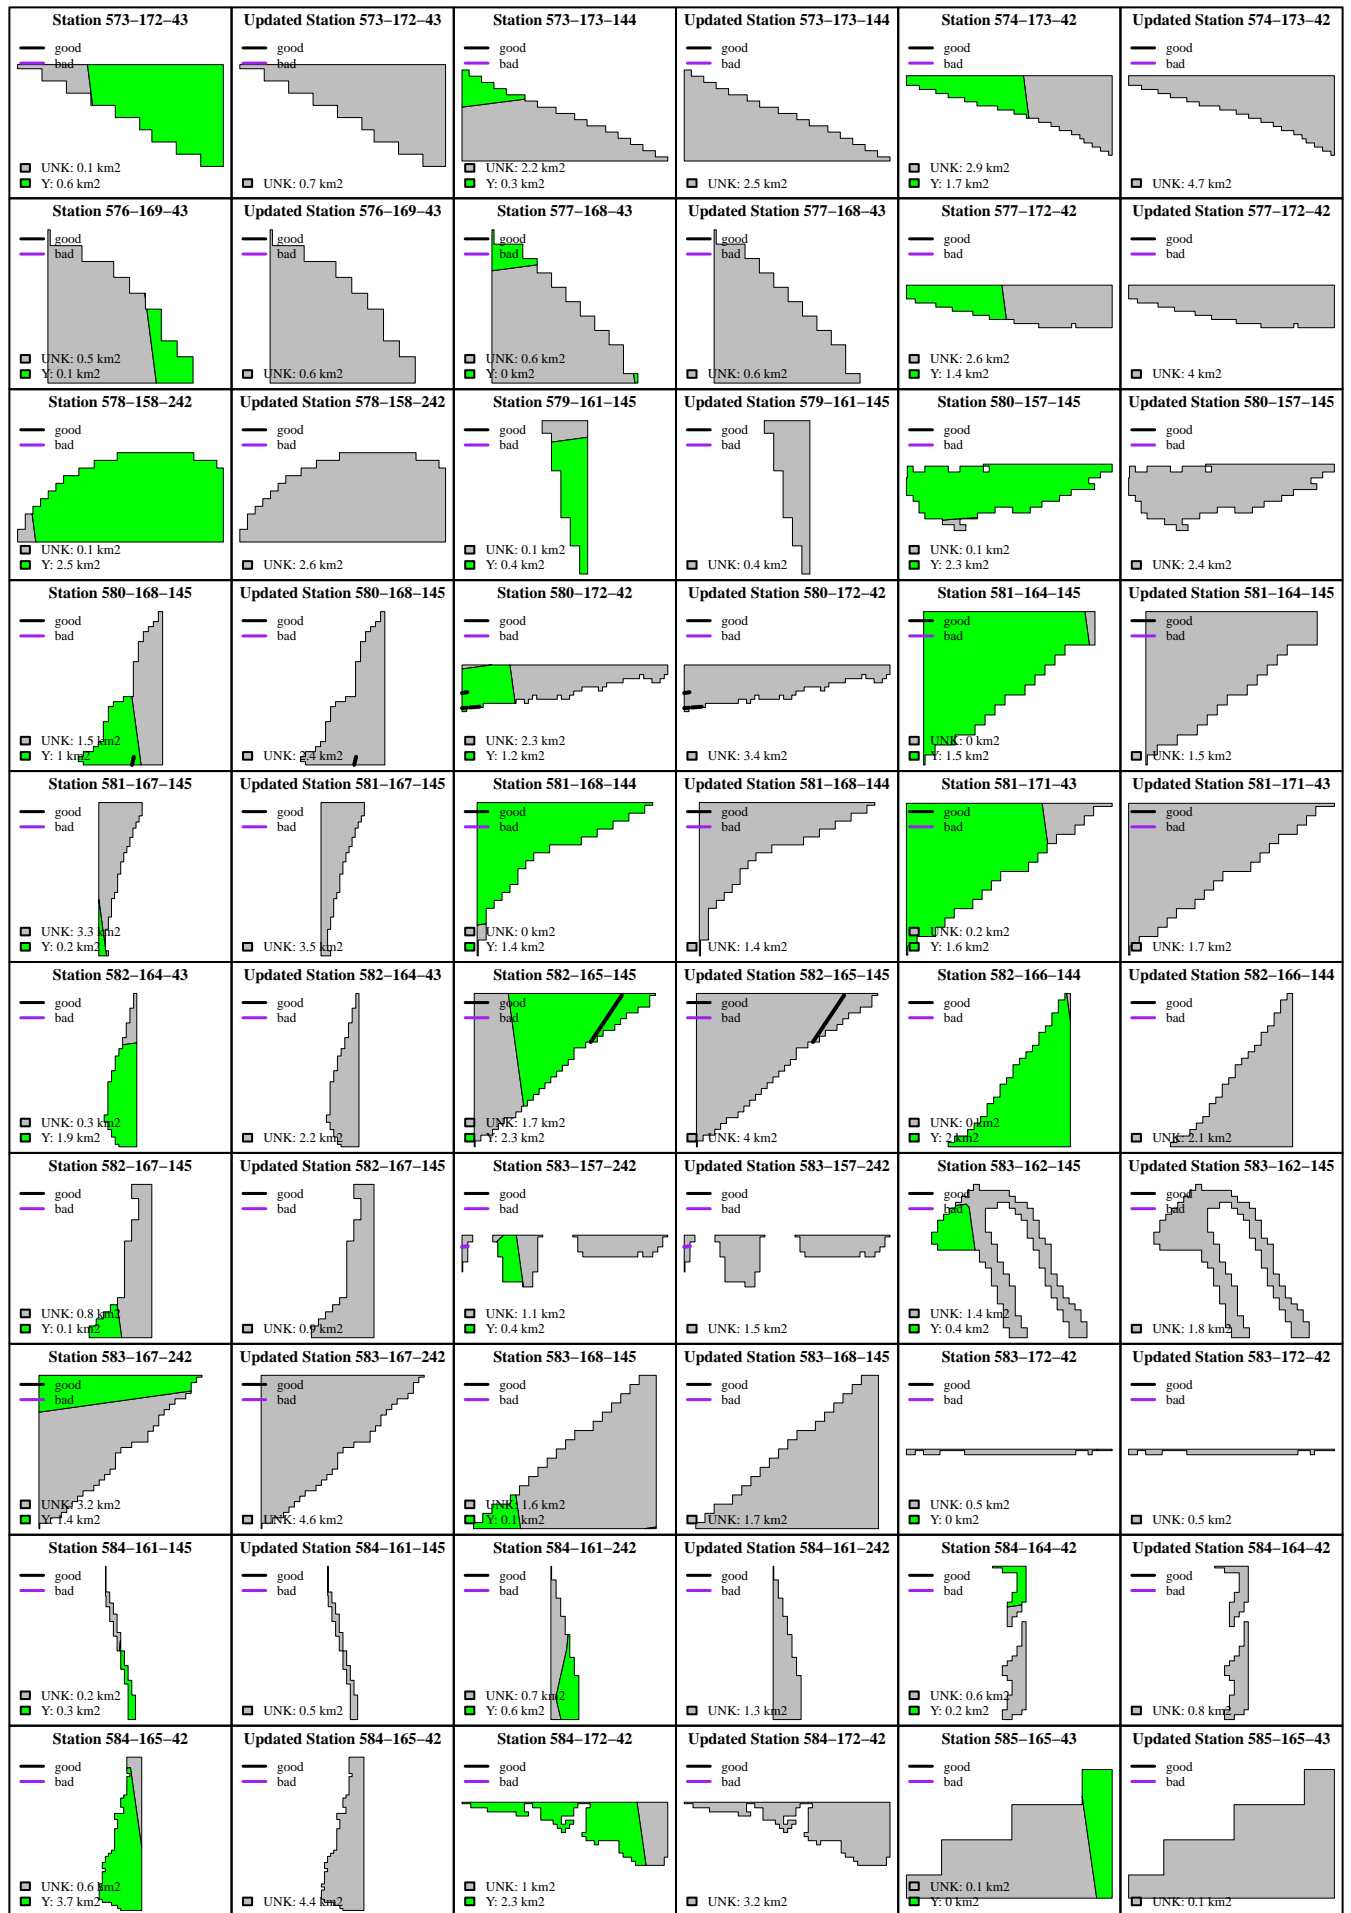 Station 573−172−43
good
bad
UNK: 0.1 km2
Y: 0.6 km2
Updated Station 573−172−43
good
bad
UNK: 0.7 km2
Station 573−173−144
good
bad
UNK: 2.2 km2
Y: 0.3 km2
Updated Station 573−173−144
good
bad
UNK: 2.5 km2
Station 574−173−42
good
bad
UNK: 2.9 km2
Y: 1.7 km2
Updated Station 574−173−42
good
bad
UNK: 4.7 km2
Station 576−169−43
good
bad
UNK: 0.5 km2
Y: 0.1 km2
Updated Station 576−169−43
good
bad
UNK: 0.6 km2
Station 577−168−43
good
bad
UNK: 0.6 km2
Y: 0 km2
Updated Station 577−168−43
good
bad
UNK: 0.6 km2
Station 577−172−42
good
bad
UNK: 2.6 km2
Y: 1.4 km2
Updated Station 577−172−42
good
bad
UNK: 4 km2
Station 578−158−242
good
bad
UNK: 0.1 km2
Y: 2.5 km2
Updated Station 578−158−242
good
bad
UNK: 2.6 km2
Station 579−161−145
good
bad
UNK: 0.1 km2
Y: 0.4 km2
Updated Station 579−161−145
good
bad
UNK: 0.4 km2
Station 580−157−145
good
bad
UNK: 0.1 km2
Y: 2.3 km2
Updated Station 580−157−145
good
bad
UNK: 2.4 km2
Station 580−168−145
good
bad
UNK: 1.5 km2
Y: 1 km2
Updated Station 580−168−145
good
bad
UNK: 2.4 km2
Station 580−172−42
good
bad
UNK: 2.3 km2
Y: 1.2 km2
Updated Station 580−172−42
good
bad
UNK: 3.4 km2
Station 581−164−145
good
bad
UNK: 0 km2
Y: 1.5 km2
Updated Station 581−164−145
good
bad
UNK: 1.5 km2
Station 581−167−145
good
bad
UNK: 3.3 km2
Y: 0.2 km2
Updated Station 581−167−145
good
bad
UNK: 3.5 km2
Station 581−168−144
good
bad
UNK: 0 km2
Y: 1.4 km2
Updated Station 581−168−144
good
bad
UNK: 1.4 km2
Station 581−171−43
good
bad
UNK: 0.2 km2
Y: 1.6 km2
Updated Station 581−171−43
good
bad
UNK: 1.7 km2
Station 582−164−43
good
bad
UNK: 0.3 km2
Y: 1.9 km2
Updated Station 582−164−43
good
bad
UNK: 2.2 km2
Station 582−165−145
good
bad
UNK: 1.7 km2
Y: 2.3 km2
Updated Station 582−165−145
good
bad
UNK: 4 km2
Station 582−166−144
good
bad
UNK: 0 km2
Y: 2 km2
Updated Station 582−166−144
good
bad
UNK: 2.1 km2
Station 582−167−145
good
bad
UNK: 0.8 km2
Y: 0.1 km2
Updated Station 582−167−145
good
bad
UNK: 0.9 km2
Station 583−157−242
good
bad
UNK: 1.1 km2
Y: 0.4 km2
Updated Station 583−157−242
good
bad
UNK: 1.5 km2
Station 583−162−145
good
bad
UNK: 1.4 km2
Y: 0.4 km2
Updated Station 583−162−145
good
bad
UNK: 1.8 km2
Station 583−167−242
good
bad
UNK: 3.2 km2
Y: 1.4 km2
Updated Station 583−167−242
good
bad
UNK: 4.6 km2
Station 583−168−145
good
bad
UNK: 1.6 km2
Y: 0.1 km2
Updated Station 583−168−145
good
bad
UNK: 1.7 km2
Station 583−172−42
good
bad
UNK: 0.5 km2
Y: 0 km2
Updated Station 583−172−42
good
bad
UNK: 0.5 km2
Station 584−161−145
good
bad
UNK: 0.2 km2
Y: 0.3 km2
Updated Station 584−161−145
good
bad
UNK: 0.5 km2
Station 584−161−242
good
bad
UNK: 0.7 km2
Y: 0.6 km2
Updated Station 584−161−242
good
bad
UNK: 1.3 km2
Station 584−164−42
good
bad
UNK: 0.6 km2
Y: 0.2 km2
Updated Station 584−164−42
good
bad
UNK: 0.8 km2
Station 584−165−42
good
bad
UNK: 0.6 km2
Y: 3.7 km2
Updated Station 584−165−42
good
bad
UNK: 4.4 km2
Station 584−172−42
good
bad
UNK: 1 km2
Y: 2.3 km2
Updated Station 584−172−42
good
bad
UNK: 3.2 km2
Station 585−165−43
good
bad
UNK: 0.1 km2
Y: 0 km2
Updated Station 585−165−43
good
bad
UNK: 0.1 km2